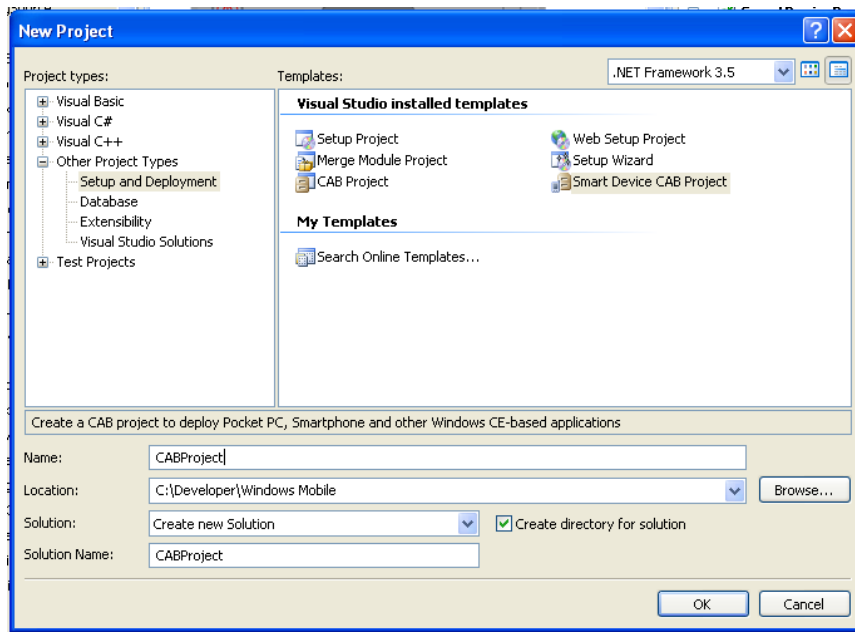 New Project
Project types:
Templates:
.NET Framework 3.5
Visual Basic
Visual C#
Visual C++
Other Project Types
Setup and Deployment
Database
Extensibility
Visual Studio Solutions
Test Projects
Visual Studio installed templates
Setup Project
Web Setup Project
Merge Module Project
Setup Wizard
CAB Project
Smart Device CAB Project
My Templates
Search Online Templates...
Create a CAB project to deploy Pocket PC, Smartphone and other Windows CE-based applications
Name:
CABProject
Location:
C:\Developer\Windows Mobile
Browse...
Solution:
Create new Solution
Create directory for solution
Solution Name:
CABProject
OK
Cancel